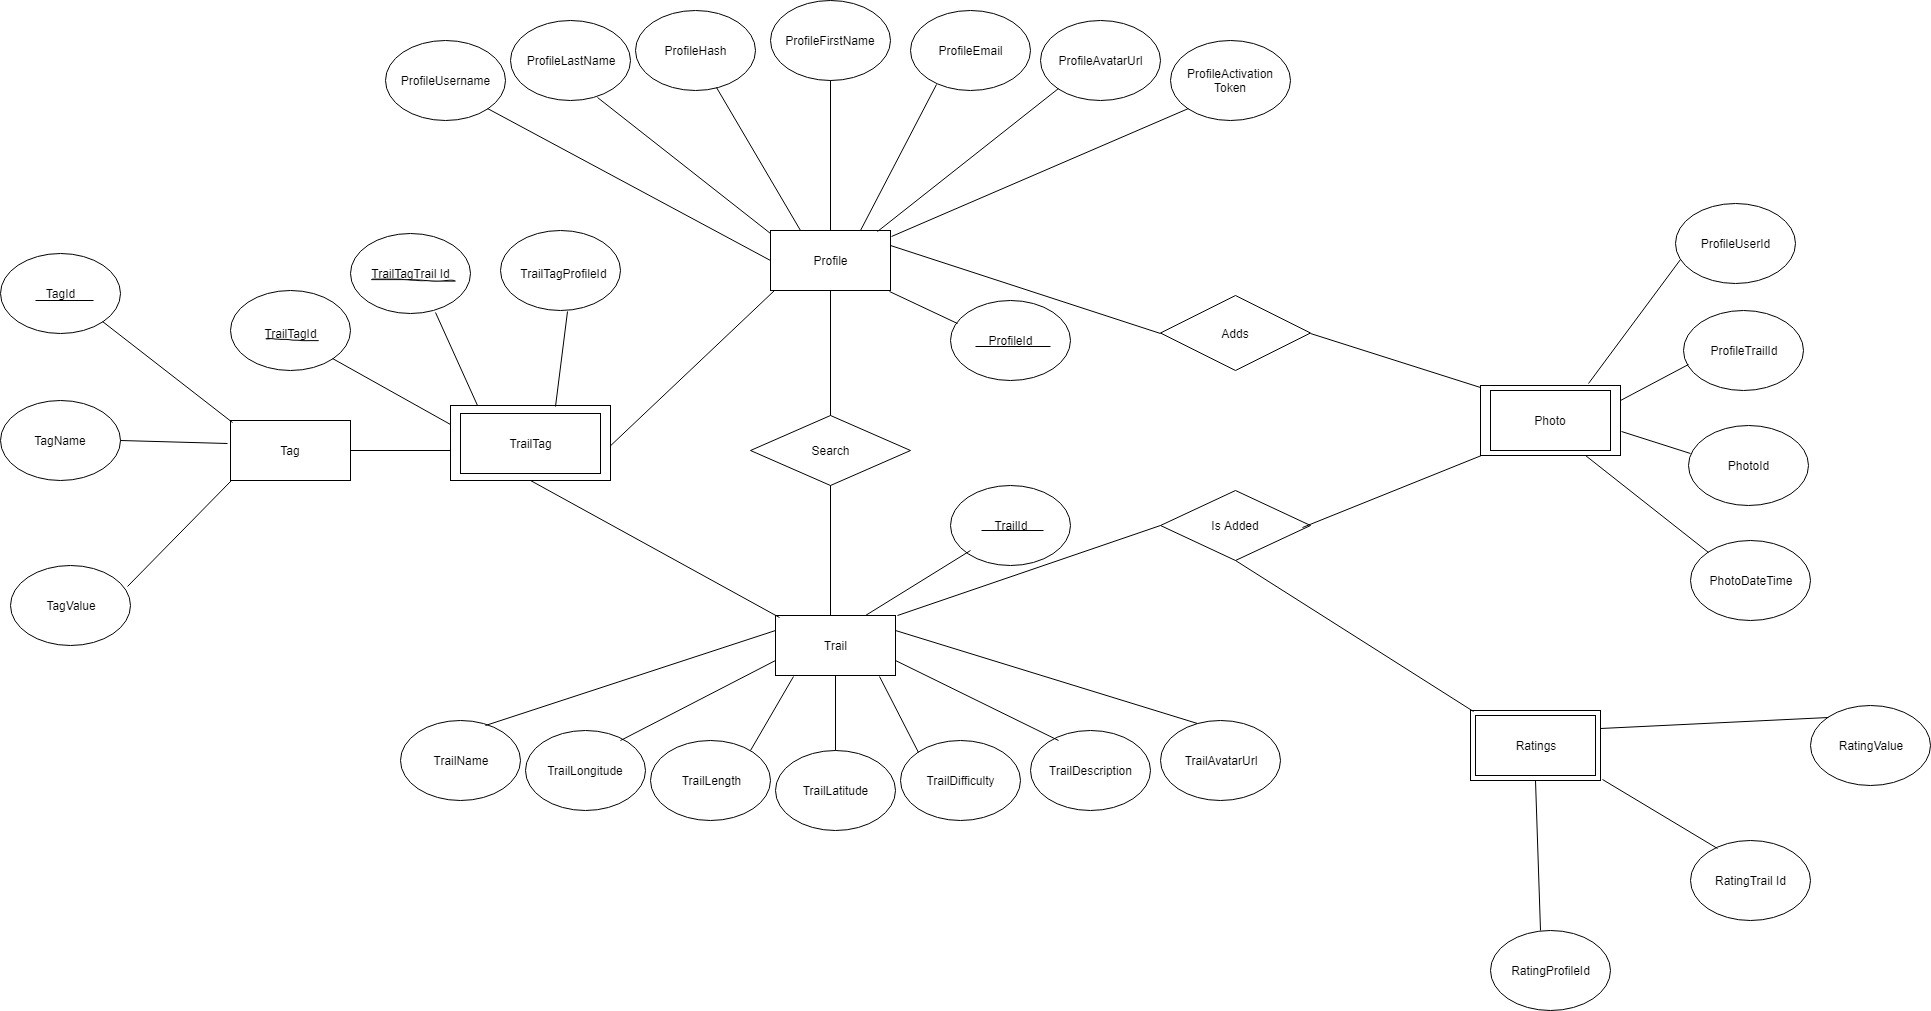 ProfileFirstName
ProfileHash
ProfileEmail
ProfileLastName
ProfileAvatarUrl
ProfileUsername
ProfileActivation
Token
ProfileUserId
Profile
TrailTagTrail Id
TrailTagProfileId
TagId
TrailTagId
Adds
ProfileId
ProfileTrailId
Photo
TagName
TrailTag
Tag
Search
PhotoId
TrailId
Is Added
PhotoDateTime
TagValue
Trail
Ratings
RatingValue
TrailName
TrailLongitude
TrailLength
TrailLatitude
TrailDifficulty
TrailDescription
TrailAvatarUrl
RatingTrail Id
RatingProfileId